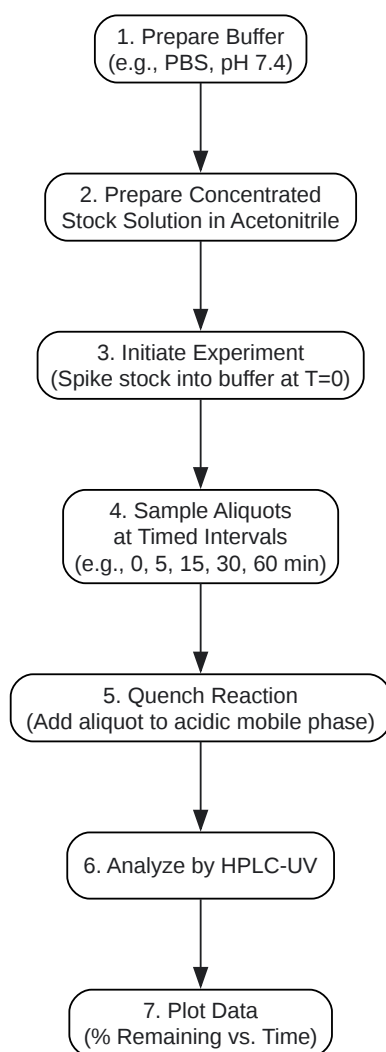 1. Prepare Buffer
(e.g., PBS, pH 7.4)
2. Prepare Concentrated
Stock Solution in Acetonitrile
3. Initiate Experiment
(Spike stock into buffer at T=0)
4. Sample Aliquots
at Timed Intervals
(e.g., 0, 5, 15, 30, 60 min)
5. Quench Reaction
(Add aliquot to acidic mobile phase)
6. Analyze by HPLC-UV
7. Plot Data
(% Remaining vs. Time)